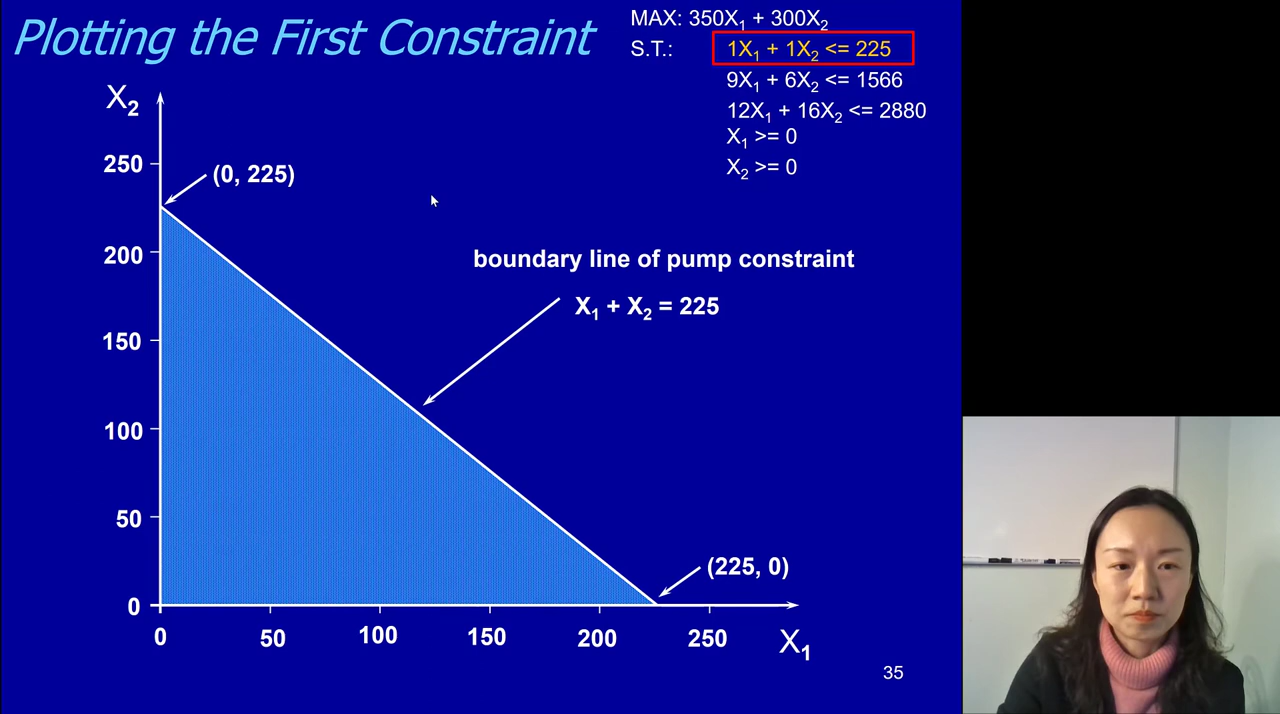 Plotting the First Constraint
MAX: 350X₁ + 300X₂
S.T.:
1X₁ + 1X₂ <= 225
9X₁ + 6X₂ <= 1566
12X₁ + 16X₂ <= 2880
X₁ >= 0
X₂ >= 0
X₂
250
200
150
100
50
0
(0, 225)
boundary line of pump constraint
X₁ + X₂ = 225
(225, 0)
0
50
100
150
200
250
X₁
35